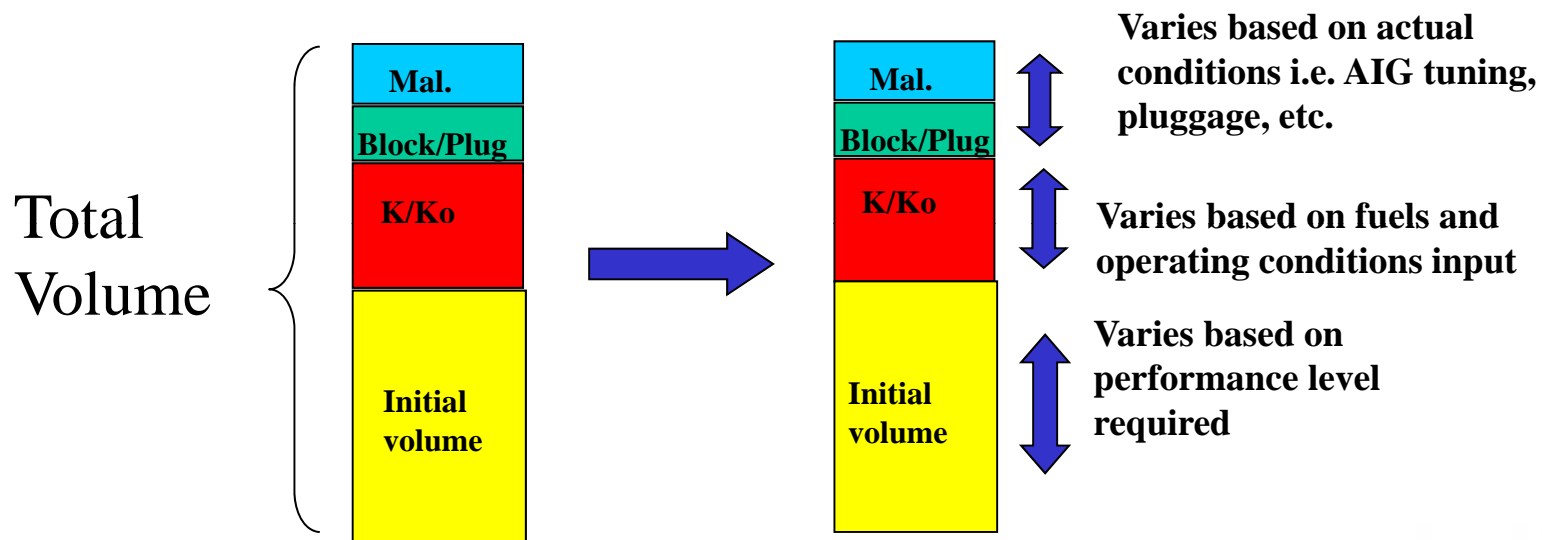 Total
Volume
Mal.
Block/Plug
K/Ko
Initial
volume
Mal.
Block/Plug
K/Ko
Initial
volume
Varies based on actual
conditions i.e. AIG tuning,
pluggage, etc.
Varies based on fuels and
operating conditions input
Varies based on
performance level
required